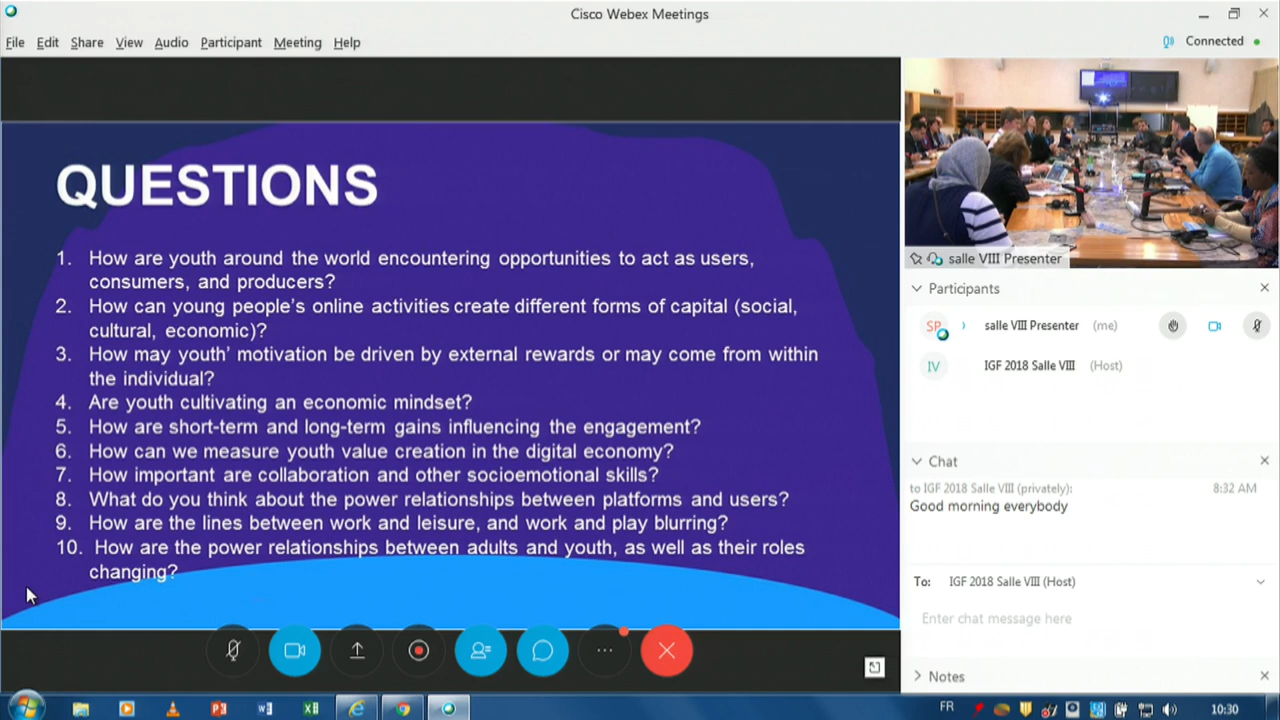 Cisco Webex Meetings
File Edit Share View Audio Participant Meeting Help
Connected
QUESTIONS
1. How are youth around the world encountering opportunities to act as users,
consumers, and producers?
2. How can young people's online activities create different forms of capital (social,
cultural, economic)?
3. How may youth' motivation be driven by external rewards or may come from within
the individual?
4. Are youth cultivating an economic mindset?
5. How are short-term and long-term gains influencing the engagement?
6. How can we measure youth value creation in the digital economy?
7. How important are collaboration and other socioemotional skills?
8. What do you think about the power relationships between platforms and users?
9. How are the lines between work and leisure, and work and play blurring?
10. How are the power relationships between adults and youth, as well as their roles
changing?
salle VIII Presenter
Participants
SP salle VIII Presenter (me)
IV IGF 2018 Salle VIII (Host)
Chat
to IGF 2018 Salle VIII (privately): 8:32 AM
Good morning everybody
To: IGF 2018 Salle VIII (Host)
Enter chat message here
Notes
FR 10:30